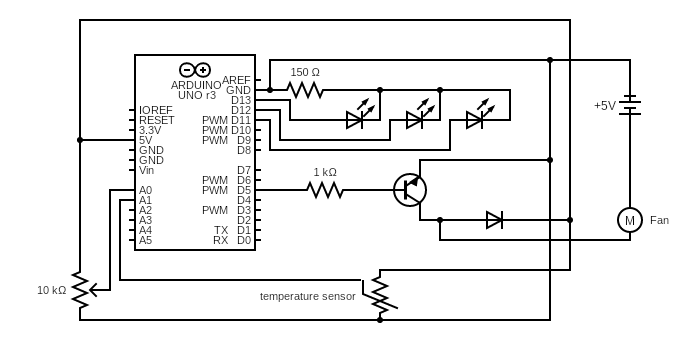 150 Ω
ARDUINO
UNO r3
AREF
GND
D13
D12
IOREF
PWM D11
RESET
PWM D10
3.3V
PWM D9
5V
D8
GND
GND
Vin
D7
PWM D6
A0
PWM D5
A1
D4
A2
PWM D3
A3
D2
A4
TX D1
A5
RX D0
1 kΩ
+5V
M
Fan
10 kΩ
temperature sensor